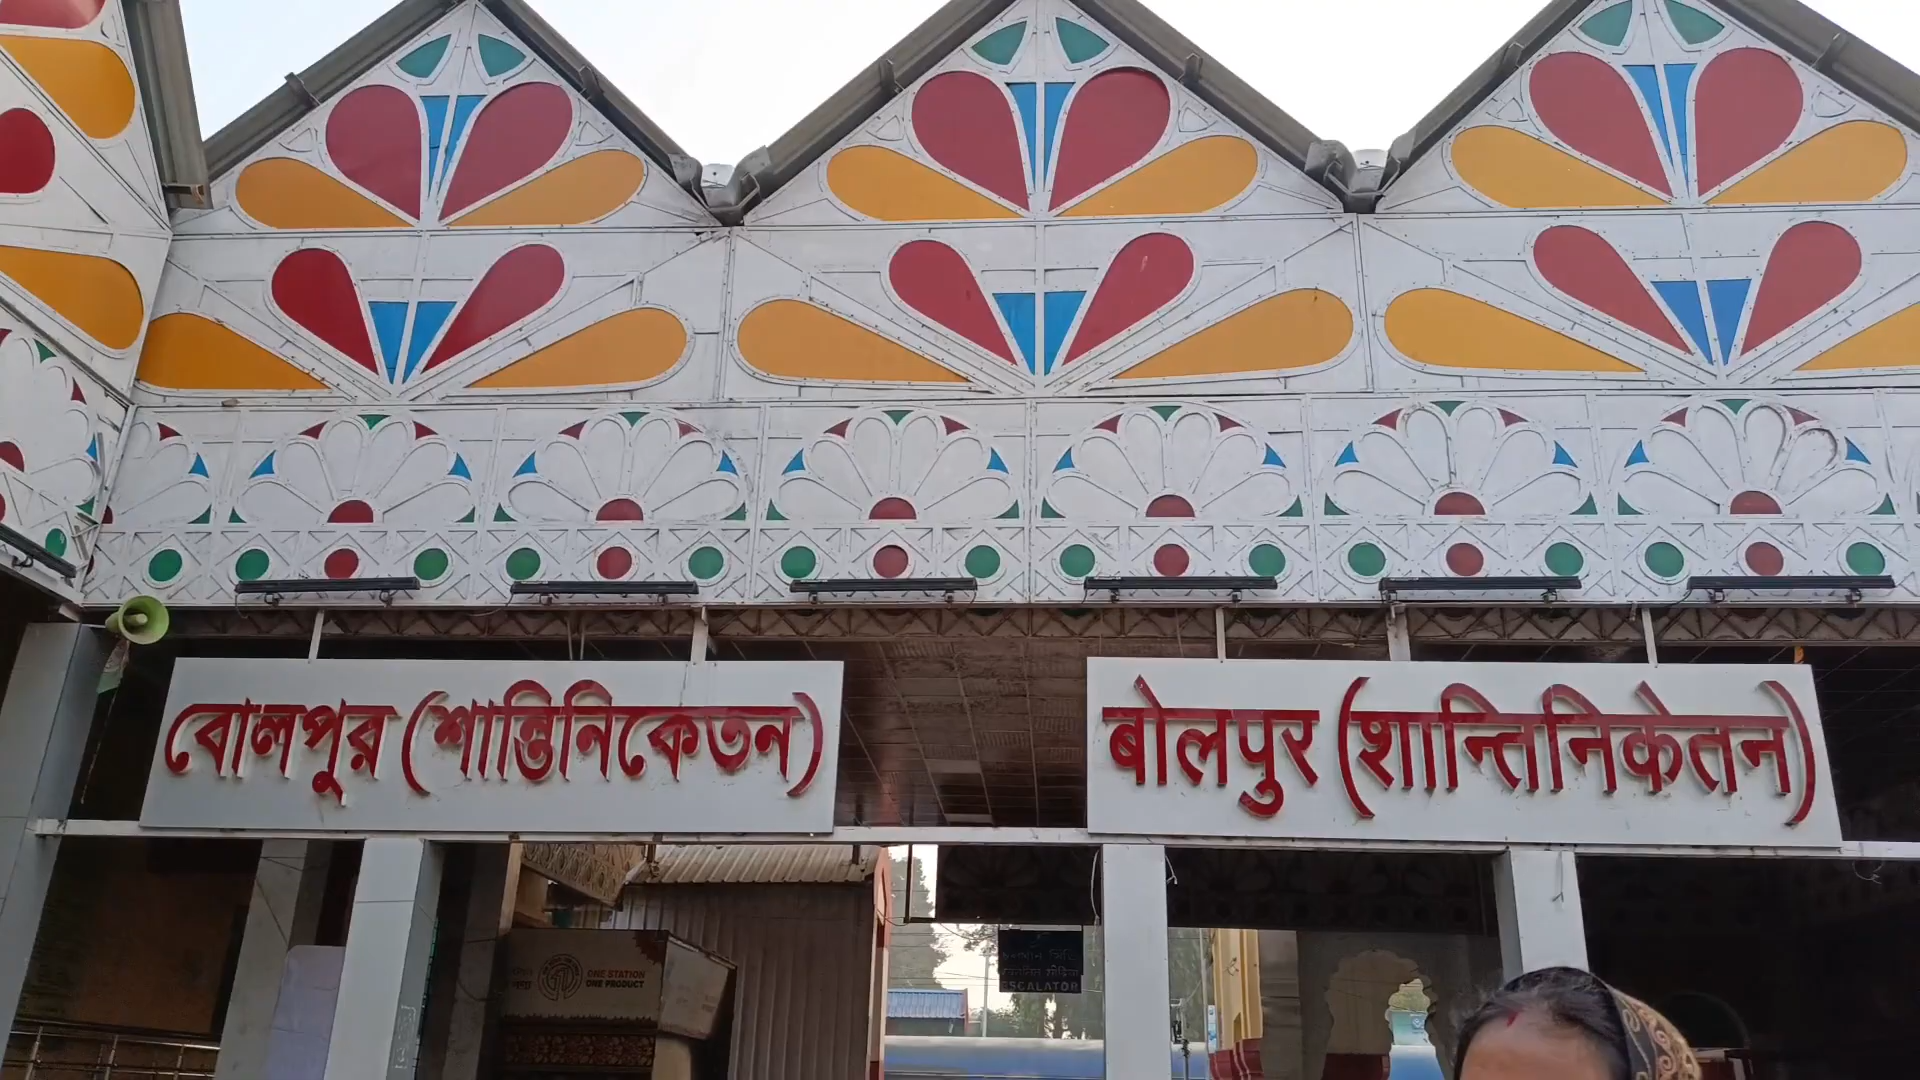 বোলপুর (শান্তিনিকেতন)
बोलपुर (शान्तिनिकेतन)
ONE STATION
ONE PRODUCT
ESCALATOR